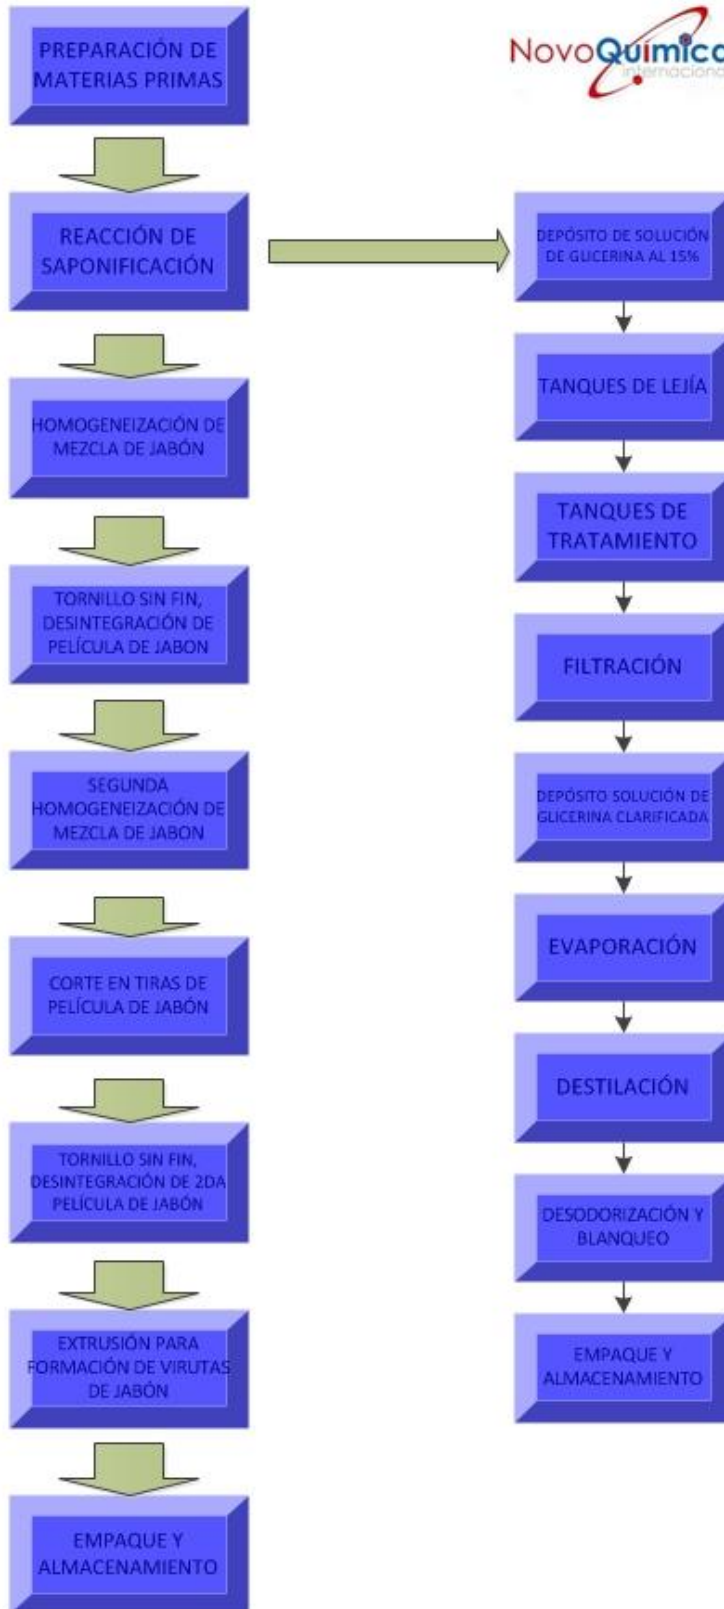 PREPARACIÓN DE
MATERIAS PRIMAS
NovoQuímica
internacional
REACCIÓN DE
SAPONIFICACIÓN
HOMOGENEIZACIÓN DE
MEZCLA DE JABÓN
TORNILLO SIN FIN,
DESINTEGRACIÓN DE
PELÍCULA DE JABON
SEGUNDA
HOMOGENEIZACIÓN DE
MEZCLA DE JABON
CORTE EN TIRAS DE
PELÍCULA DE JABÓN
TORNILLO SIN FIN,
DESINTEGRACIÓN DE 2DA
PELÍCULA DE JABÓN
EXTRUSIÓN PARA
FORMACIÓN DE VIRUTAS
DE JABÓN
EMPAQUE Y
ALMACENAMIENTO
DEPÓSITO DE SOLUCIÓN
DE GLICERINA AL 15%
TANQUES DE LEJÍA
TANQUES DE
TRATAMIENTO
FILTRACIÓN
DEPÓSITO SOLUCIÓN DE
GLICERINA CLARIFICADA
EVAPORACIÓN
DESTILACIÓN
DESODORIZACIÓN Y
BLANQUEO
EMPAQUE Y
ALMACENAMIENTO